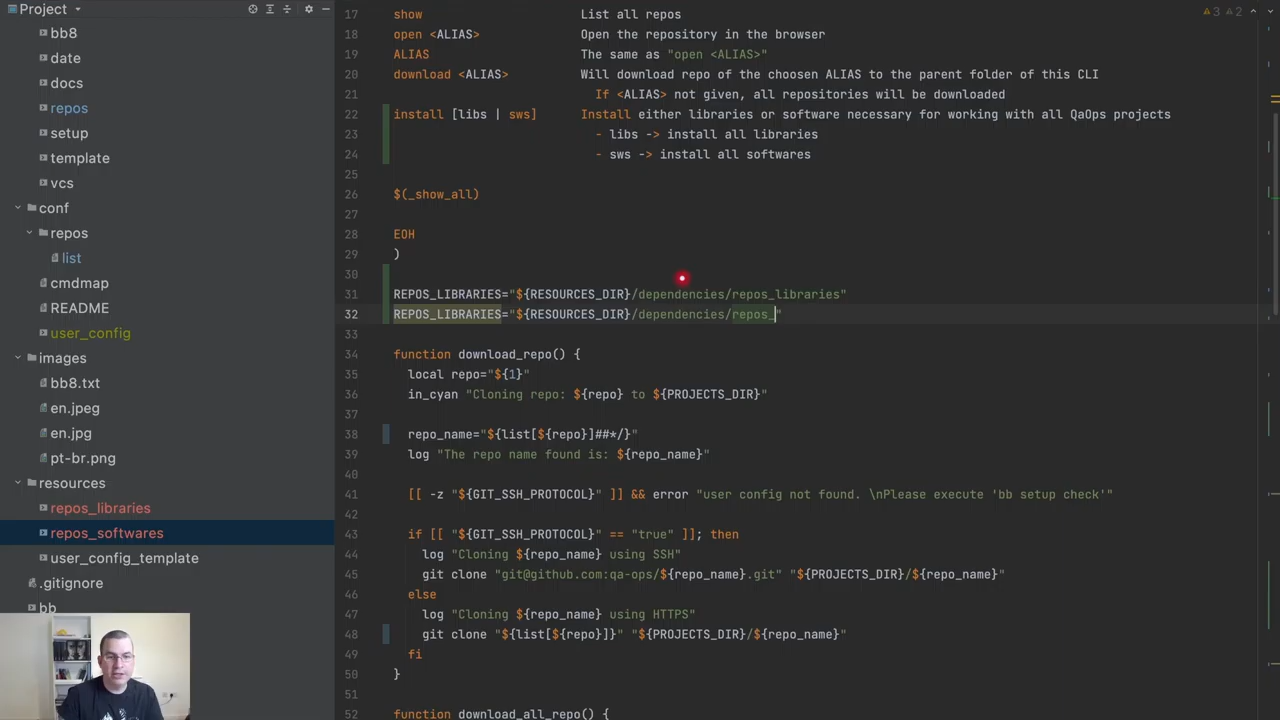 Project
bb8
date
docs
repos
setup
template
vcs
conf
repos
list
cmdmap
README
user_config
images
bb8.txt
en.jpeg
en.jpg
pt-br.png
resources
repos_libraries
repos_softwares
user_config_template
.gitignore
bb
3 2
17 show List all repos
18 open <ALIAS> Open the repository in the browser
19 ALIAS The same as "open <ALIAS>"
20 download <ALIAS> Will download repo of the choosen ALIAS to the parent folder of this CLI
21 If <ALIAS> not given, all repositories will be downloaded
22 install [libs | sws] Install either libraries or software necessary for working with all QaOps projects
23 - libs -> install all libraries
24 - sws -> install all softwares
25
26 $(_show_all)
27
28 EOH
29 )
30
31 REPOS_LIBRARIES="${RESOURCES_DIR}/dependencies/repos_libraries"
32 REPOS_LIBRARIES="${RESOURCES_DIR}/dependencies/repos_"
33
34 function download_repo() {
35 local repo="${1}"
36 in_cyan "Cloning repo: ${repo} to ${PROJECTS_DIR}"
37
38 repo_name="${list[${repo}]##*/}"
39 log "The repo name found is: ${repo_name}"
40
41 [[ -z "${GIT_SSH_PROTOCOL}" ]] && error "user config not found. \nPlease execute 'bb setup check'"
42
43 if [[ "${GIT_SSH_PROTOCOL}" == "true" ]]; then
44 log "Cloning ${repo_name} using SSH"
45 git clone "git@github.com:qa-ops/${repo_name}.git" "${PROJECTS_DIR}/${repo_name}"
46 else
47 log "Cloning ${repo_name} using HTTPS"
48 git clone "${list[${repo}]}" "${PROJECTS_DIR}/${repo_name}"
49 fi
50 }
51
52 function download_all_repo() {